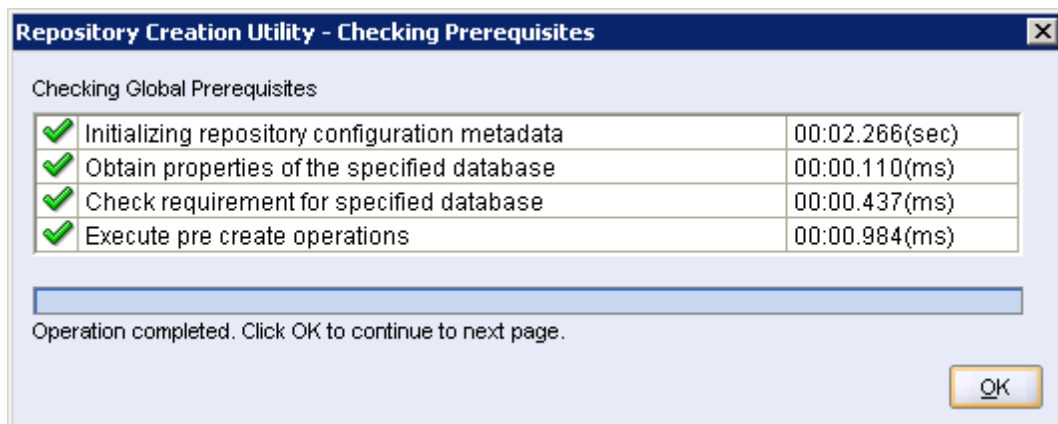 Repository Creation Utility - Checking Prerequisites
Checking Global Prerequisites
Initializing repository configuration metadata 00:02.266(sec)
Obtain properties of the specified database 00:00.110(ms)
Check requirement for specified database 00:00.437(ms)
Execute pre create operations 00:00.984(ms)
Operation completed. Click OK to continue to next page.
OK